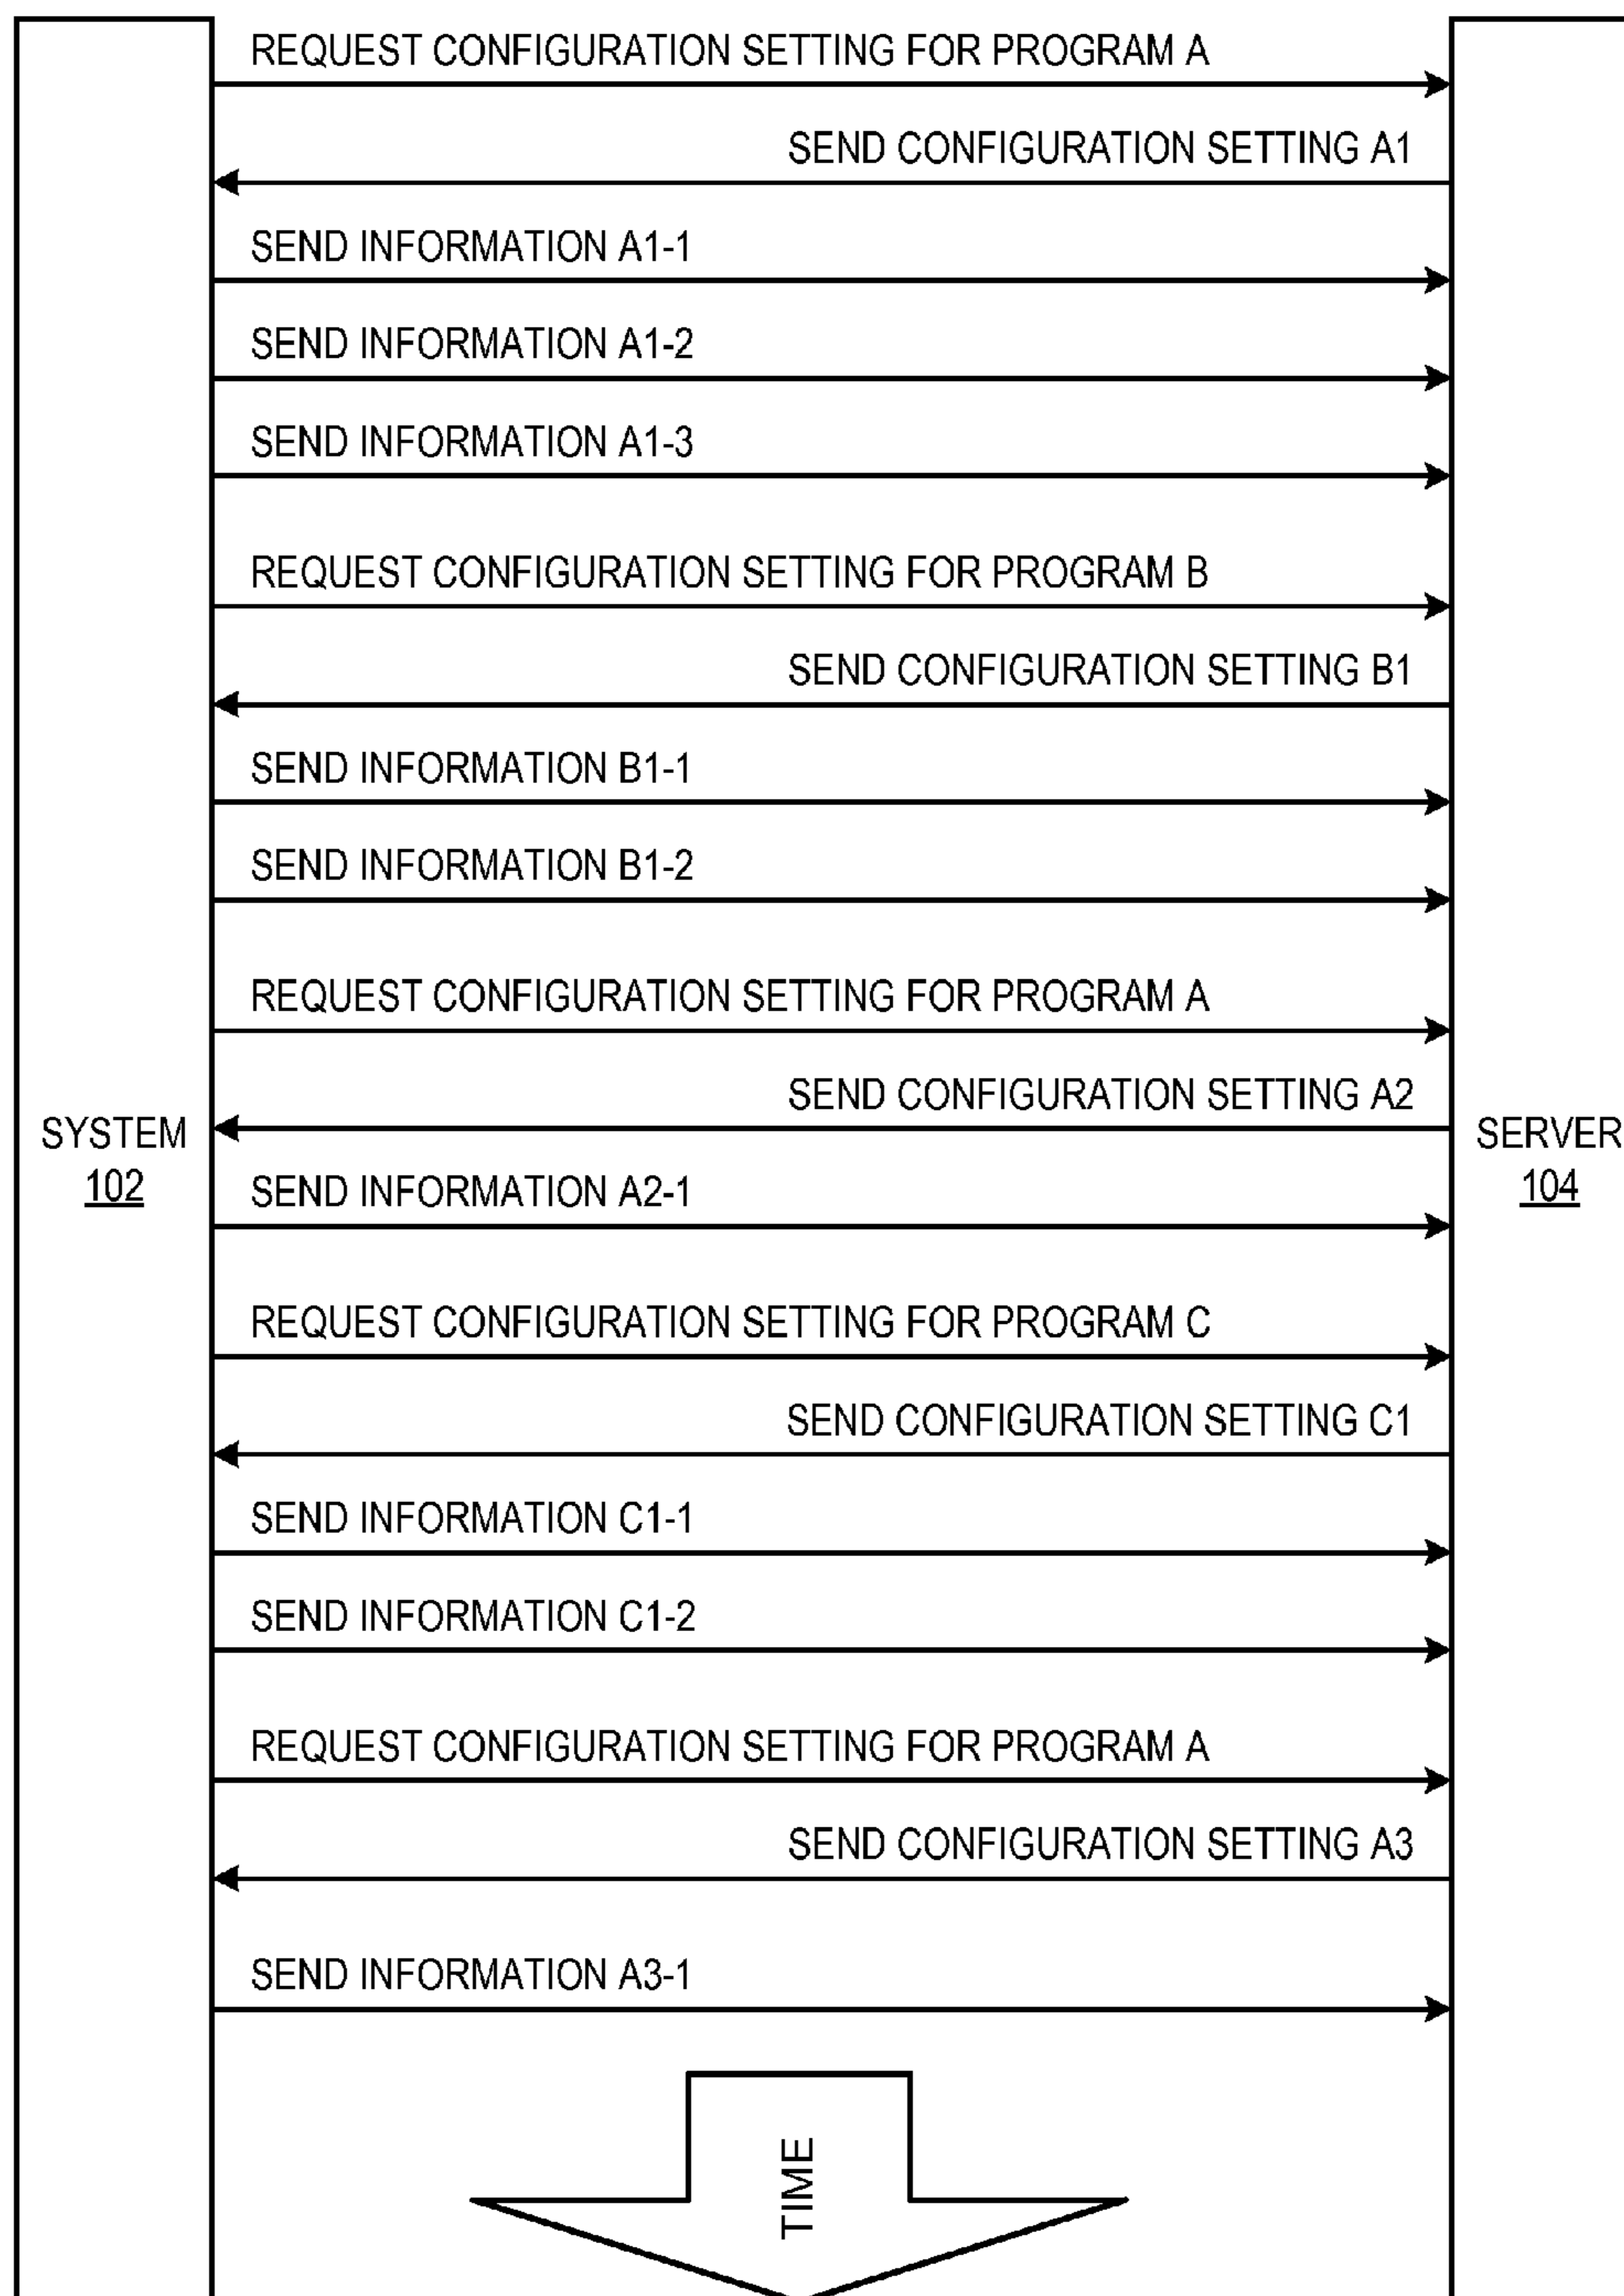 REQUEST CONFIGURATION SETTING FOR PROGRAM A
SEND CONFIGURATION SETTING A1
SEND INFORMATION A1-1
SEND INFORMATION A1-2
SEND INFORMATION A1-3
REQUEST CONFIGURATION SETTING FOR PROGRAM B
SEND CONFIGURATION SETTING B1
SEND INFORMATION B1-1
SEND INFORMATION B1-2
REQUEST CONFIGURATION SETTING FOR PROGRAM A
SEND CONFIGURATION SETTING A2
SYSTEM
102
SERVER
104
SEND INFORMATION A2-1
REQUEST CONFIGURATION SETTING FOR PROGRAM C
SEND CONFIGURATION SETTING C1
SEND INFORMATION C1-1
SEND INFORMATION C1-2
REQUEST CONFIGURATION SETTING FOR PROGRAM A
SEND CONFIGURATION SETTING A3
SEND INFORMATION A3-1
TIME